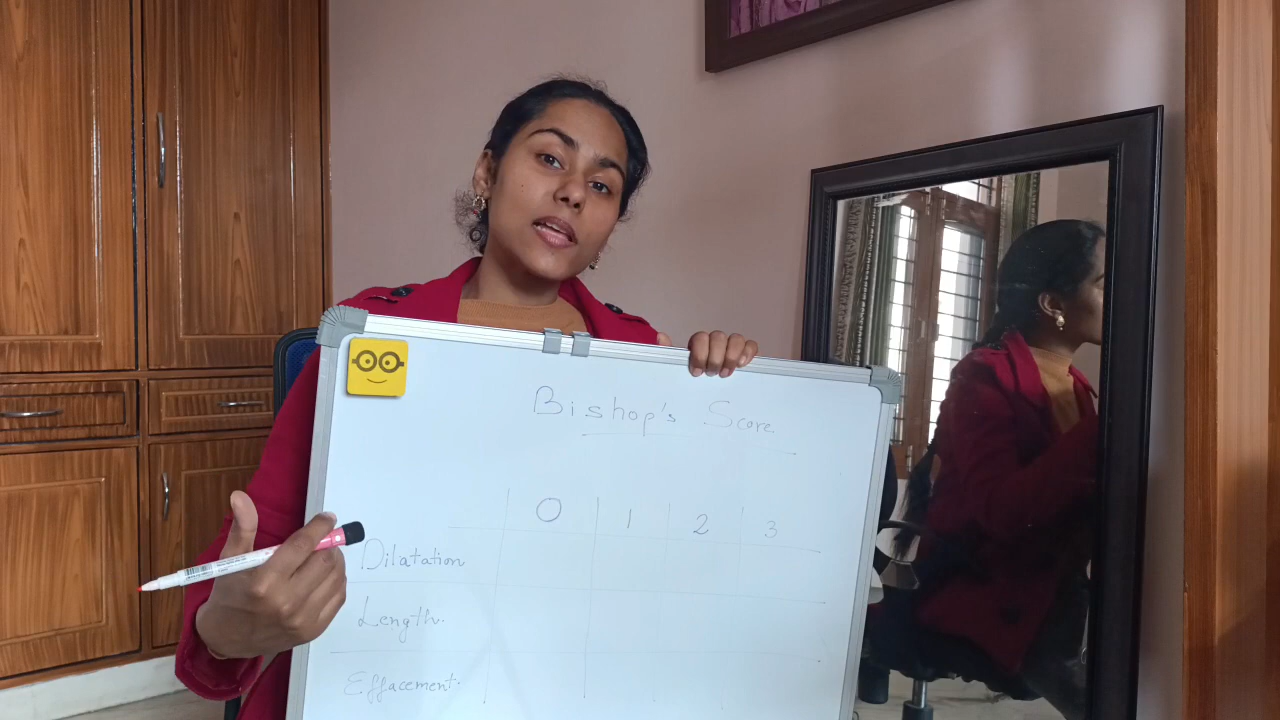 Bishop's Score
0 1 2 3
Dilatation
Length.
Effacement.